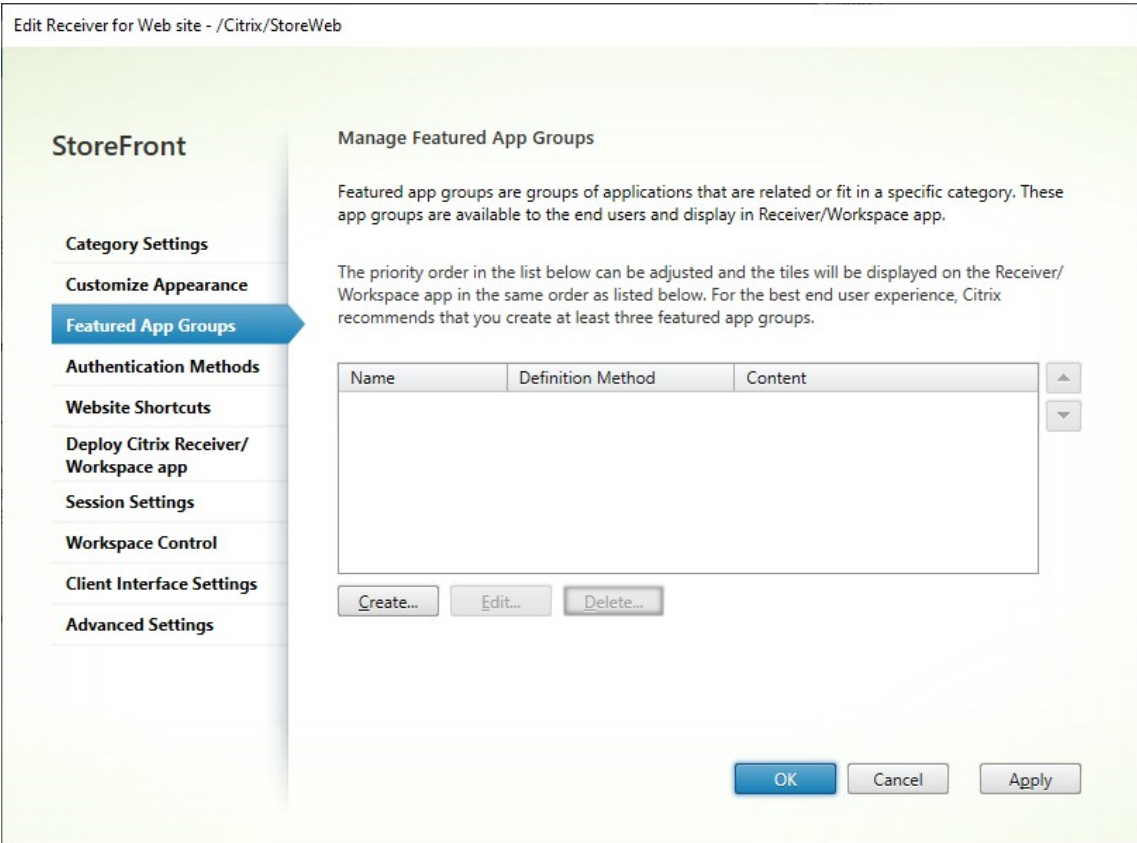 Edit Receiver for Web site - /Citrix/StoreWeb
StoreFront
Category Settings
Customize Appearance
Featured App Groups
Authentication Methods
Website Shortcuts
Deploy Citrix Receiver/
Workspace app
Session Settings
Workspace Control
Client Interface Settings
Advanced Settings
Manage Featured App Groups
Featured app groups are groups of applications that are related or fit in a specific category. These
app groups are available to the end users and display in Receiver/Workspace app.
The priority order in the list below can be adjusted and the tiles will be displayed on the Receiver/
Workspace app in the same order as listed below. For the best end user experience, Citrix
recommends that you create at least three featured app groups.
Name Definition Method Content
Create... Edit... Delete...
OK Cancel Apply